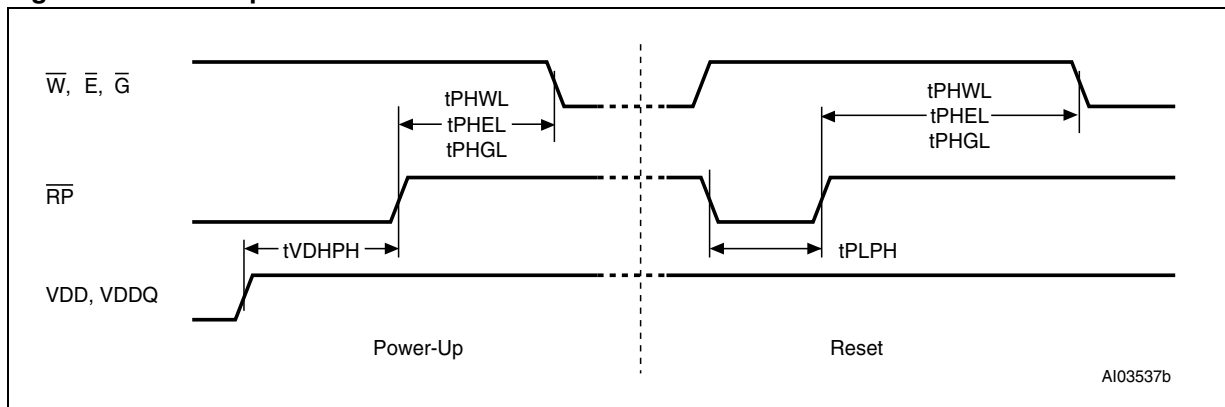 W, E, G
tPHWL
tPHEL
tPHGL
tPHWL
tPHEL
tPHGL
RP
tVDHPH
tPLPH
VDD, VDDQ
Power-Up
Reset
AI03537b